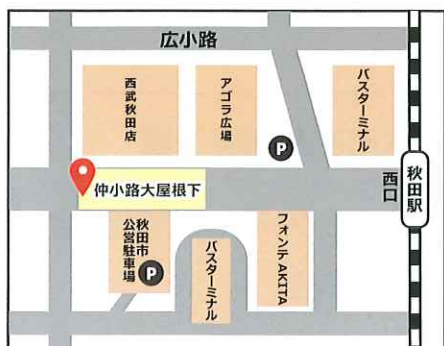 広小路
西武秋田店
アゴラ広場
バスターミナル
P
秋田駅
西口
仲小路大屋根下
秋田市
公営駐車場
P
バスターミナル
フォンテAKITA